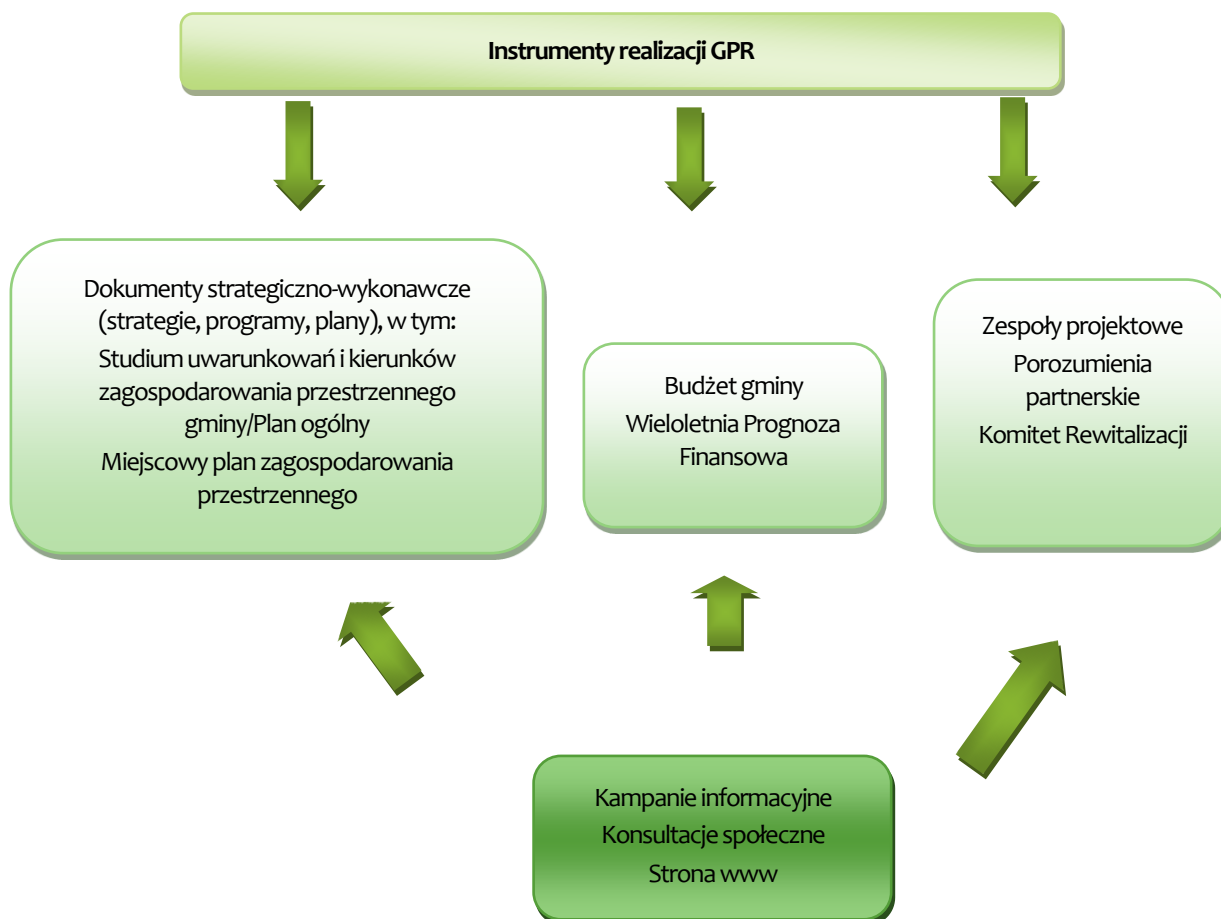 Instrumenty realizacji GPR
Dokumenty strategiczno-wykonawcze
(strategie, programy, plany), w tym:
Studium uwarunkowań i kierunków
zagospodarowania przestrzennego
gminy/Plan ogólny
Miejscowy plan zagospodarowania
przestrzennego
Budżet gminy
Wieloletnia Prognoza
Finansowa
Zespoły projektowe
Porozumienia
partnerskie
Komitet Rewitalizacji
Kampanie informacyjne
Konsultacje społeczne
Strona www